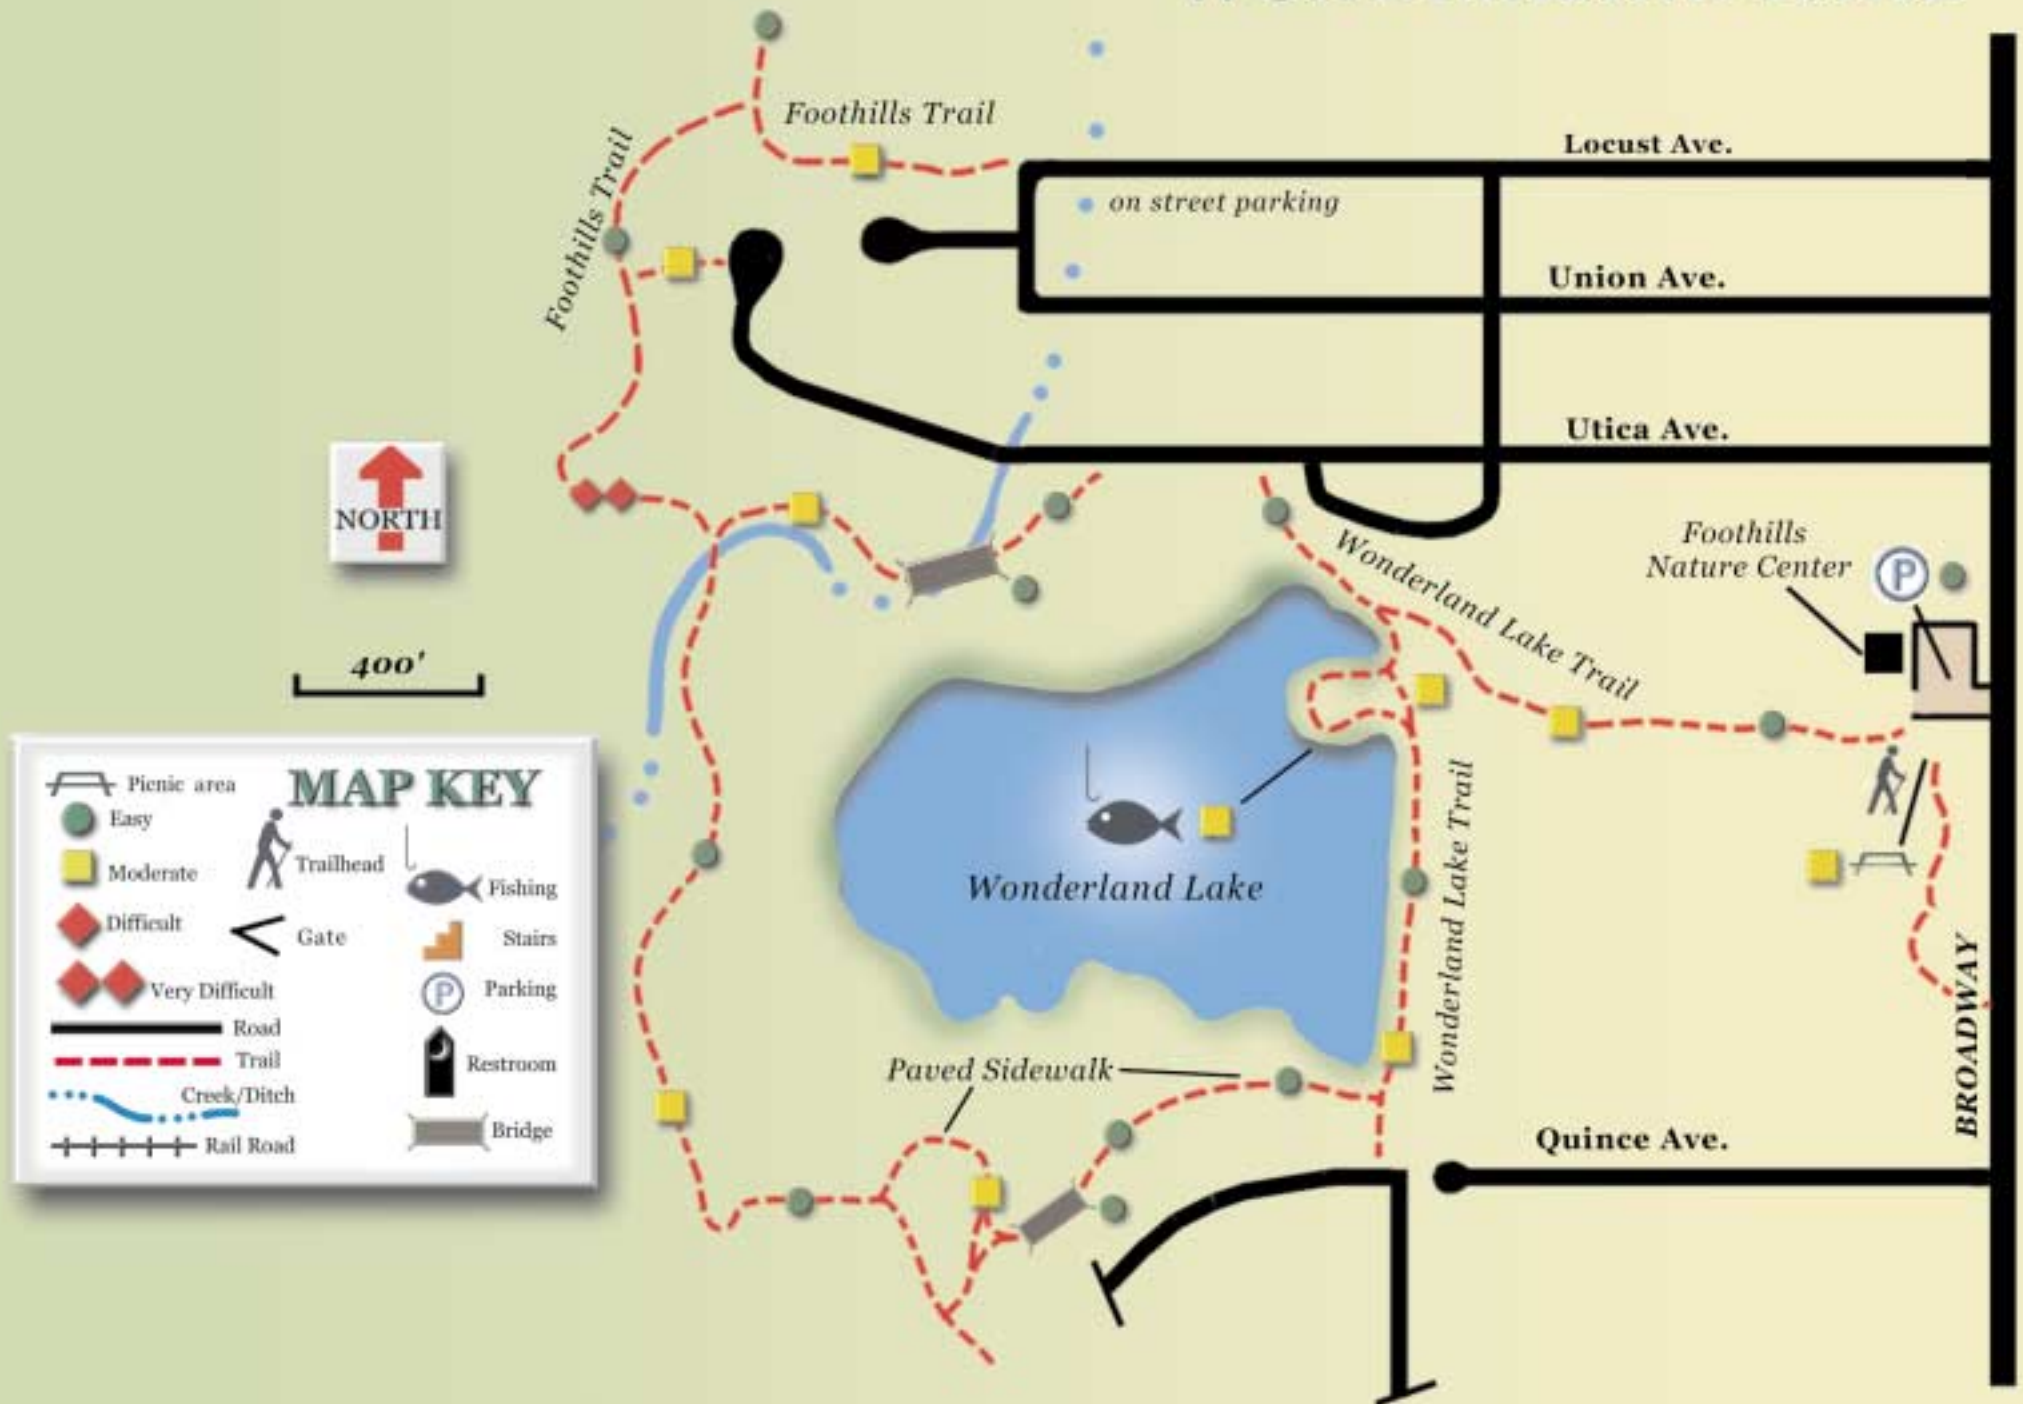 Foothills Trail
Locust Ave.
Foothills Trail
on street parking
Union Ave.
Utica Ave.
NORTH
Foothills
Nature Center
P
Wonderland Lake Trail
400'
MAP KEY
Picnic area
Easy
Moderate
Difficult
Very Difficult
Road
Trail
Creek/Ditch
Rail Road
Trailhead
Gate
Fishing
Stairs
P
Parking
Restroom
Bridge
Wonderland Lake
Wonderland Lake Trail
Paved Sidewalk
Quince Ave.
BROADWAY